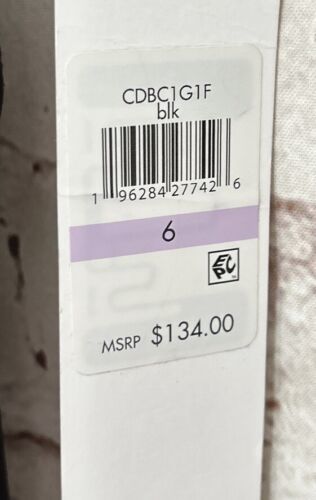 CDBC1G1F
blk
1 96284 27742 6
6
EPC
MSRP $134.00